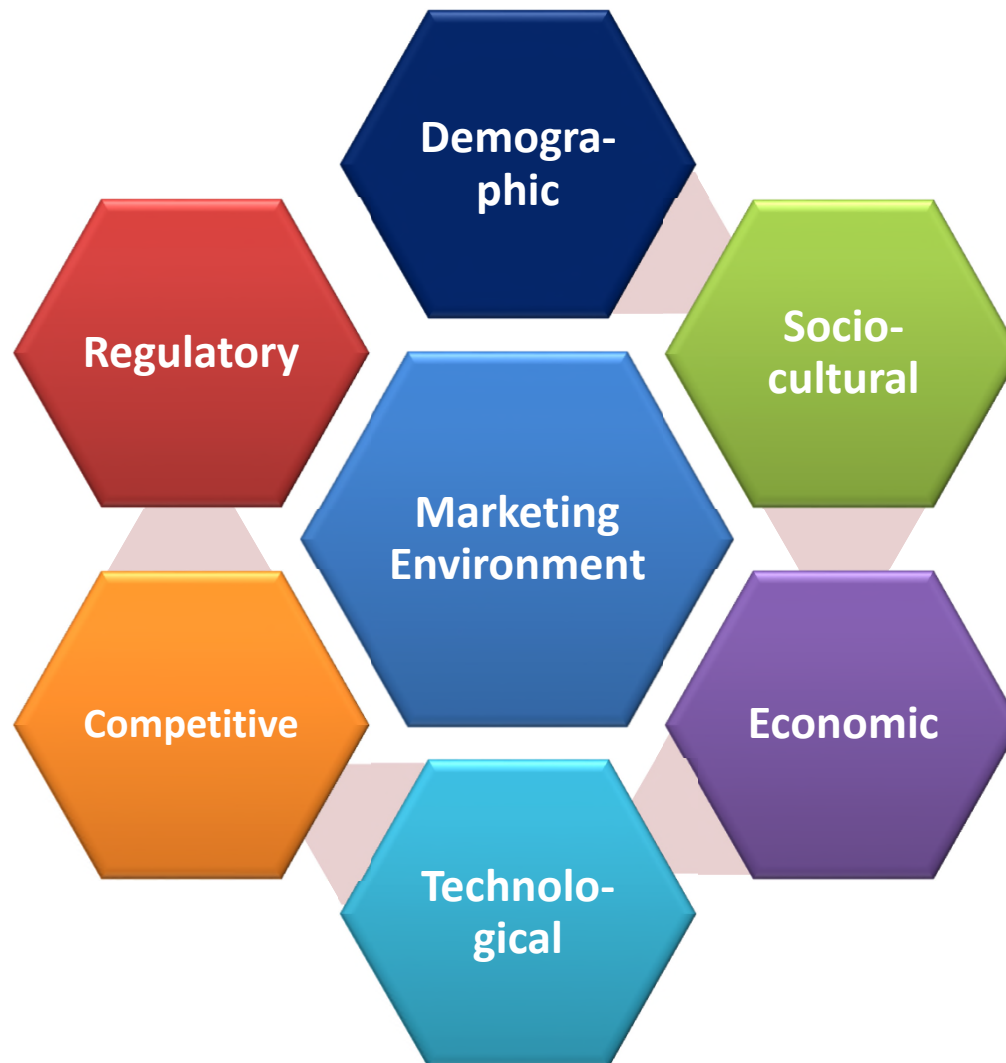 Demogra-
phic
Socio-
cultural
Regulatory
Marketing
Environment
Economic
Competitive
Technolo-
gical